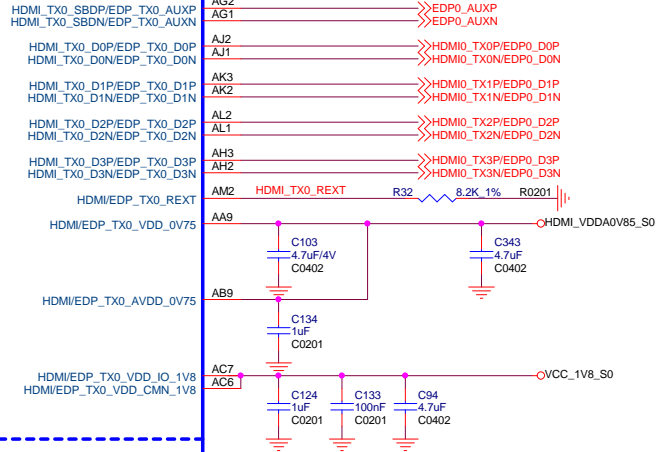 HDMI_TX0_SBDP/EDP_TX0_AUXP AG2 EDP0_AUXP
HDMI_TX0_SBDN/EDP_TX0_AUXN AG1 EDP0_AUXN
HDMI_TX0_D0P/EDP_TX0_D0P AJ2 HDMI0_TX0P/EDP0_D0P
HDMI_TX0_D0N/EDP_TX0_D0N AJ1 HDMI0_TX0N/EDP0_D0N
HDMI_TX0_D1P/EDP_TX0_D1P AK3 HDMI0_TX1P/EDP0_D1P
HDMI_TX0_D1N/EDP_TX0_D1N AK2 HDMI0_TX1N/EDP0_D1N
HDMI_TX0_D2P/EDP_TX0_D2P AL2 HDMI0_TX2P/EDP0_D2P
HDMI_TX0_D2N/EDP_TX0_D2N AL1 HDMI0_TX2N/EDP0_D2N
HDMI_TX0_D3P/EDP_TX0_D3P AH3 HDMI0_TX3P/EDP0_D3P
HDMI_TX0_D3N/EDP_TX0_D3N AH2 HDMI0_TX3N/EDP0_D3N
HDMI/EDP_TX0_REXT AM2 HDMI_TX0_REXT R32 8.2K_1% R0201
HDMI/EDP_TX0_VDD_0V75 AA9 HDMI_VDDA0V85_S0
C103 C343
4.7uF/4V 4.7uF
C0402 C0402
HDMI/EDP_TX0_AVDD_0V75 AB9
C134
1uF
C0201
HDMI/EDP_TX0_VDD_IO_1V8 AC7 VCC_1V8_S0
HDMI/EDP_TX0_VDD_CMN_1V8 AC6
C124 C133 C94
1uF 100nF 4.7uF
C0201 C0201 C0402